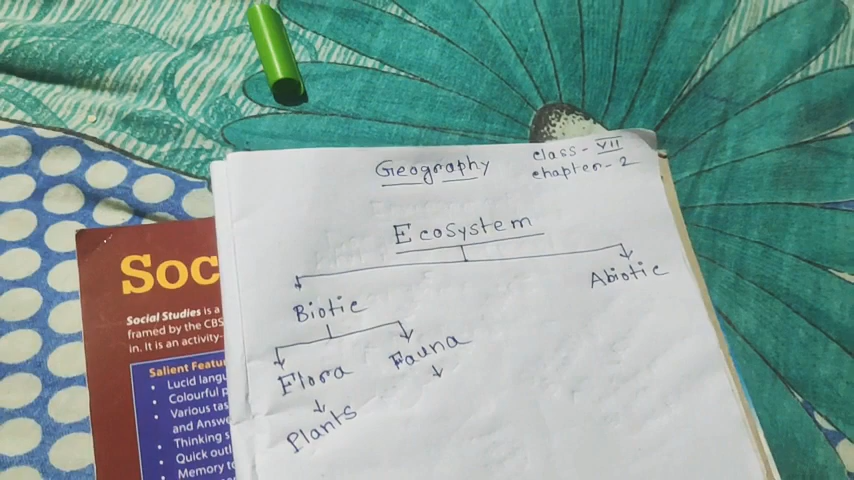 Geography
class - VII
chapter - 2
Ecosystem
Biotic
Abiotic
Flora
Fauna
Plants
Soc
Social Studies is a
framed by the CBS
in. It is an activity-
Salient Featu
• Lucid langu
• Colourful p
• Various tas
and Answe
• Thinking s
• Quick outl
• Memory to